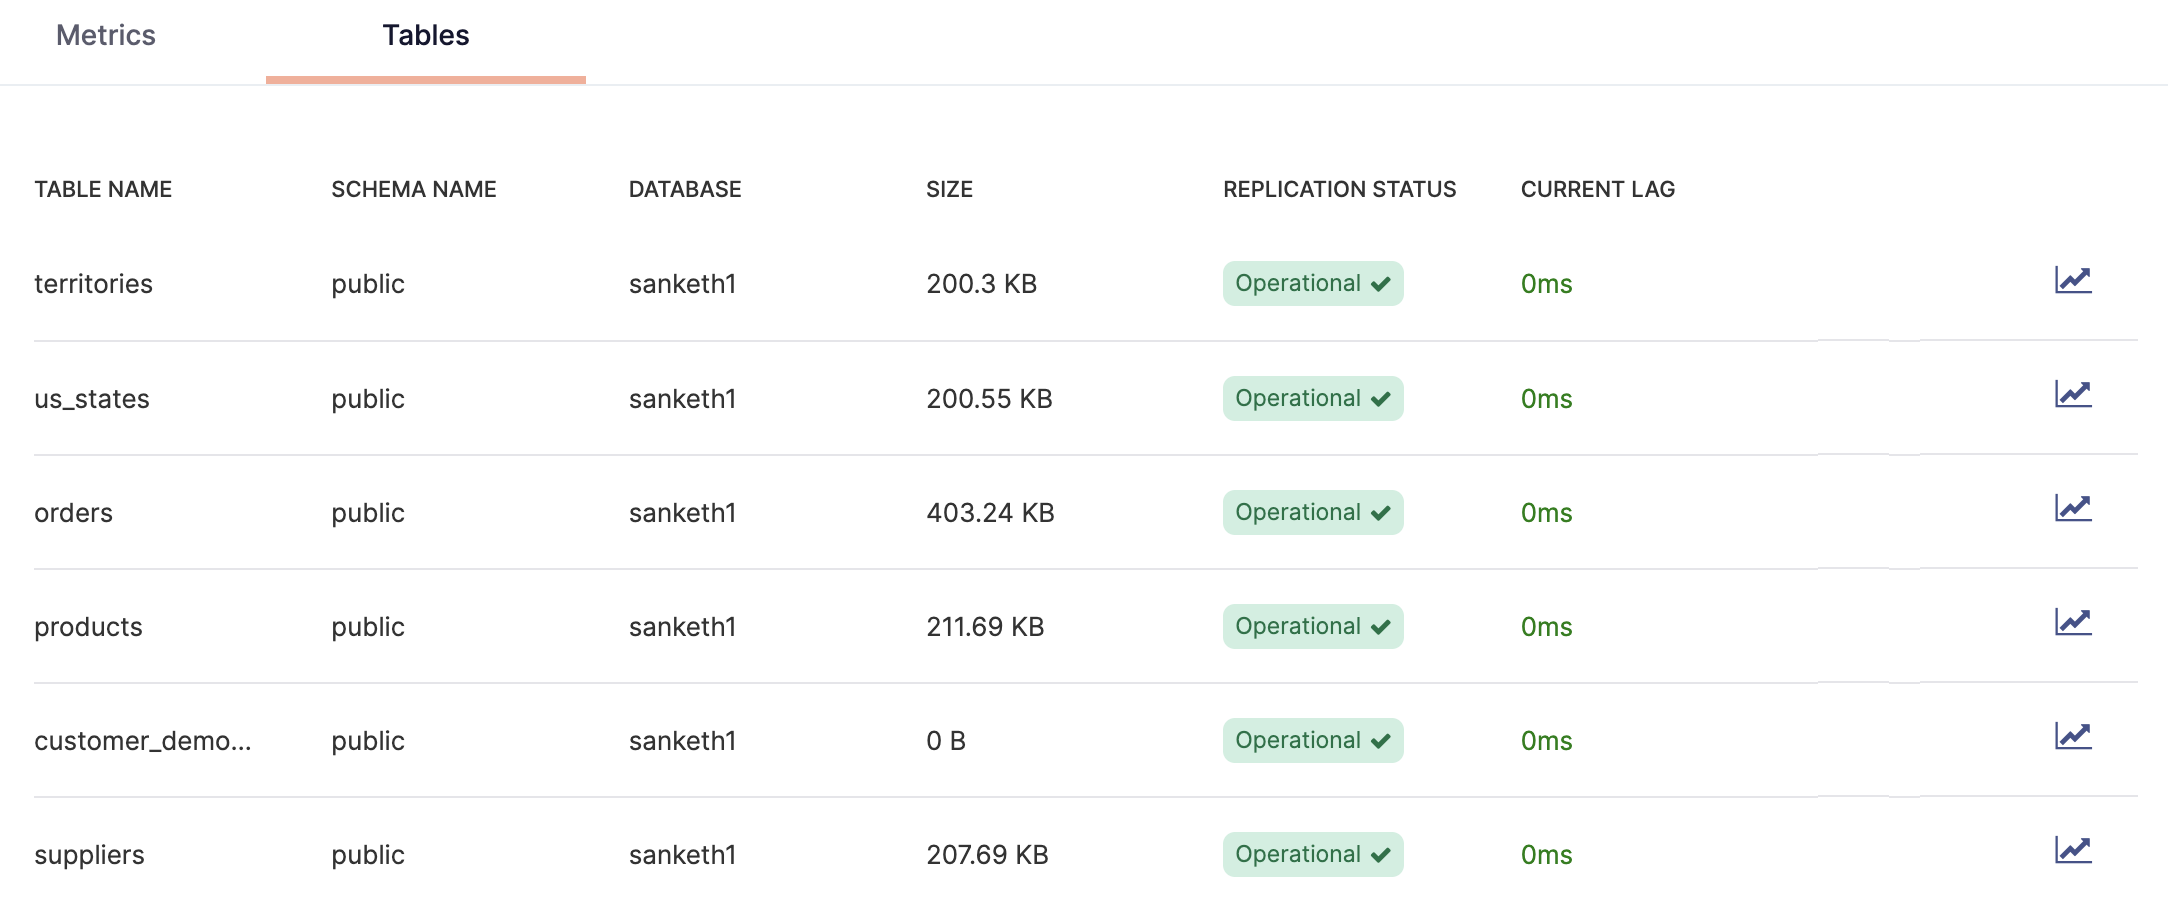 Metrics Tables
TABLE NAME SCHEMA NAME DATABASE SIZE REPLICATION STATUS CURRENT LAG
territories public sanketh1 200.3 KB Operational ✔ 0ms
us_states public sanketh1 200.55 KB Operational ✔ 0ms
orders public sanketh1 403.24 KB Operational ✔ 0ms
products public sanketh1 211.69 KB Operational ✔ 0ms
customer_demo... public sanketh1 0 B Operational ✔ 0ms
suppliers public sanketh1 207.69 KB Operational ✔ 0ms